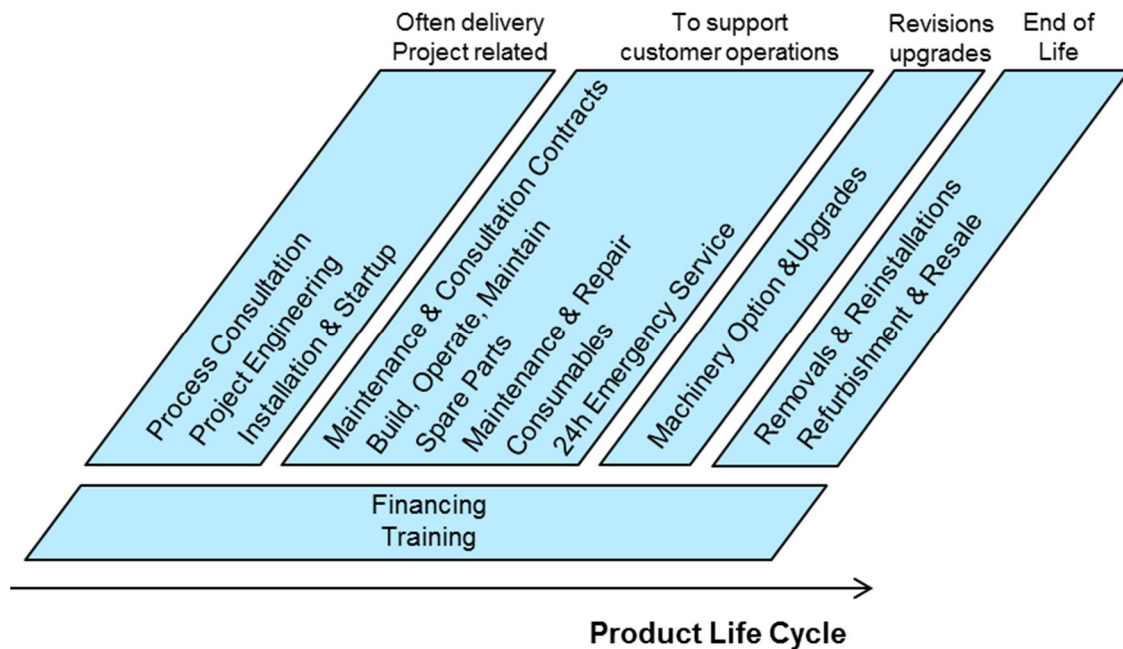 Often delivery
Project related
To support
customer operations
Revisions
upgrades
End of
Life
Process Consultation
Project Engineering
Installation & Startup
Maintenance & Consultation Contracts
Build, Operate, Maintain
Spare Parts
Maintenance & Repair
Consumables
24h Emergency Service
Machinery Option &Upgrades
Removals & Reinstallations
Refurbishment & Resale
Financing
Training
Product Life Cycle